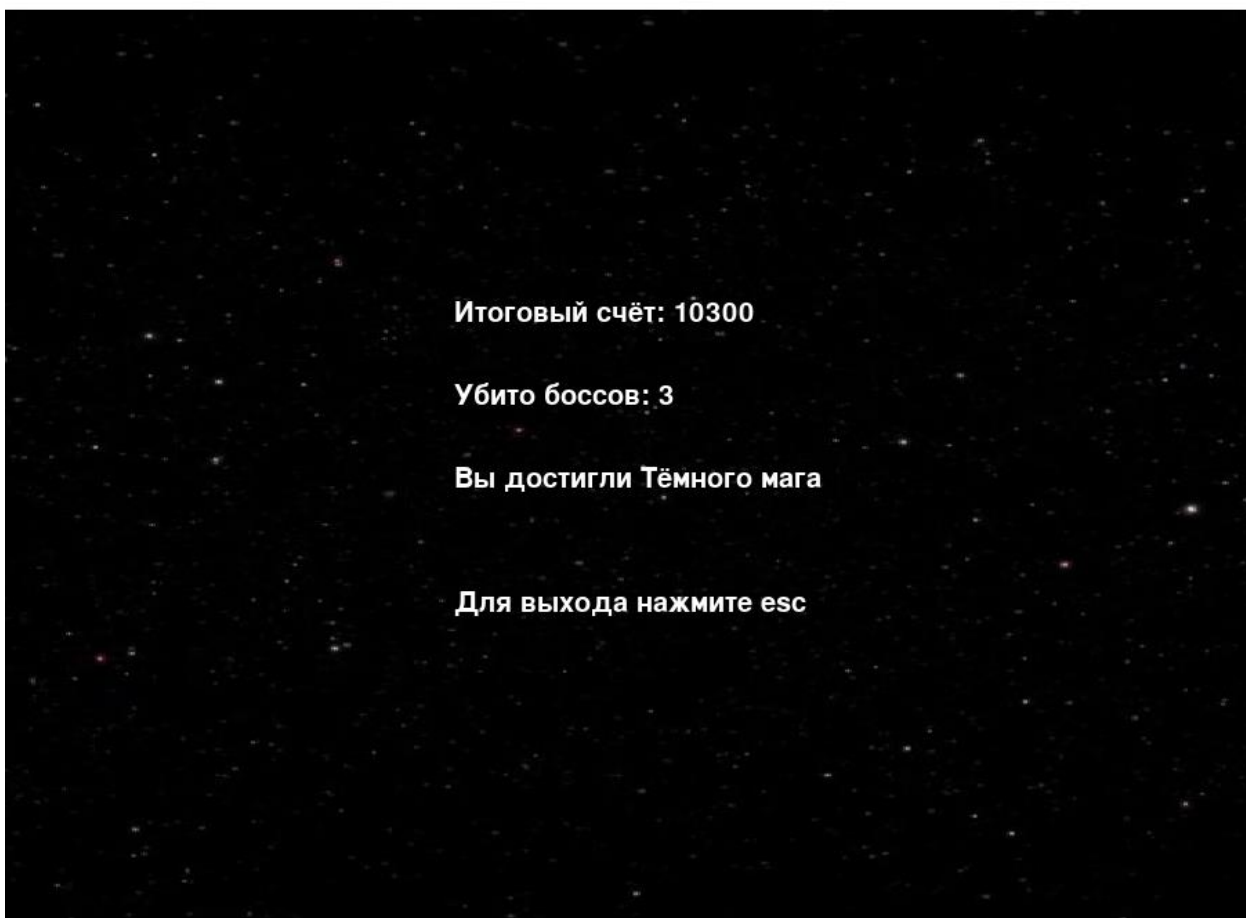 Итоговый счёт: 10300
Убито боссов: 3
Вы достигли Тёмного мага
Для выхода нажмите esc